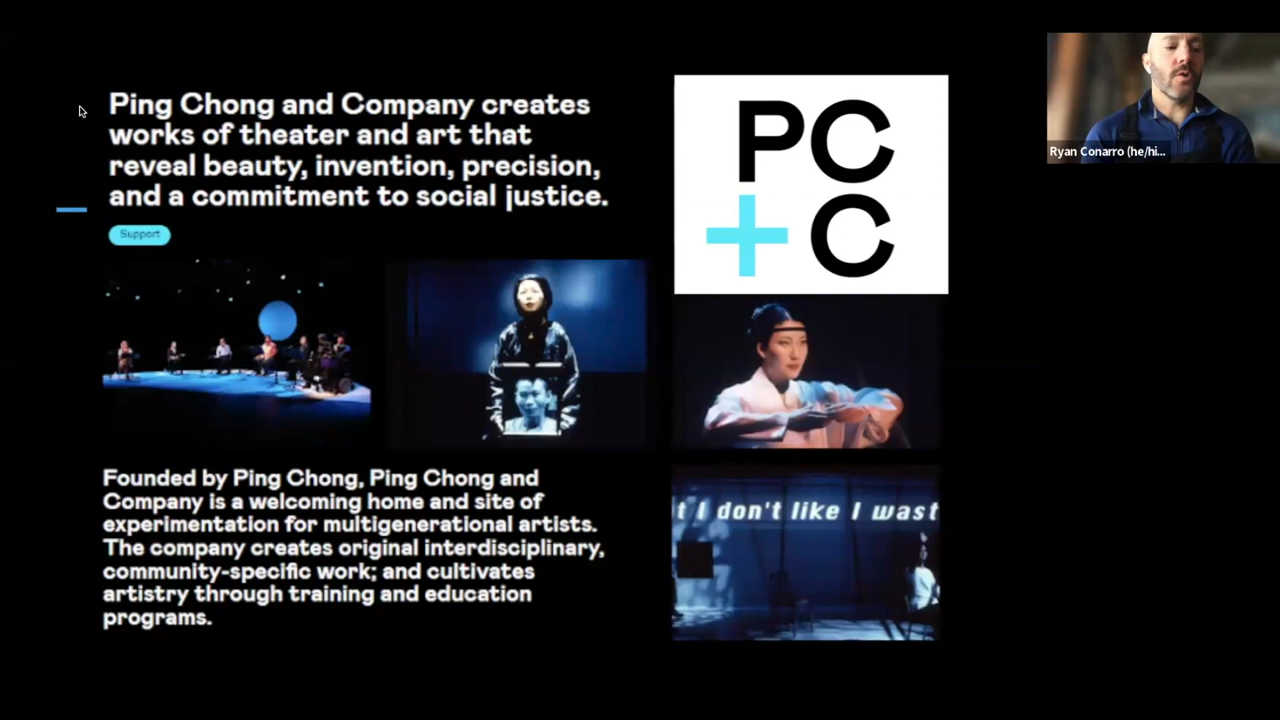 Ping Chong and Company creates
works of theater and art that
reveal beauty, invention, precision,
and a commitment to social justice.
Support
PC
+C
Ryan Conarro (he/hi...
t I don't like I wast
Founded by Ping Chong, Ping Chong and
Company is a welcoming home and site of
experimentation for multigenerational artists.
The company creates original interdisciplinary,
community-specific work; and cultivates
artistry through training and education
programs.